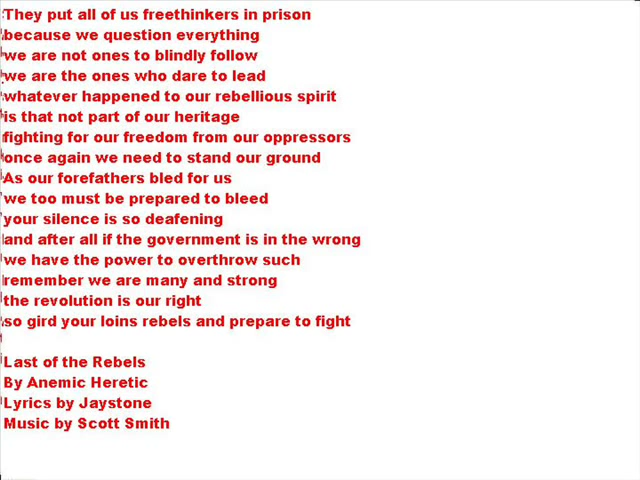 They put all of us freethinkers in prison
because we question everything
we are not ones to blindly follow
we are the ones who dare to lead
whatever happened to our rebellious spirit
is that not part of our heritage
fighting for our freedom from our oppressors
once again we need to stand our ground
As our forefathers bled for us
we too must be prepared to bleed
your silence is so deafening
and after all if the government is in the wrong
we have the power to overthrow such
remember we are many and strong
the revolution is our right
so gird your loins rebels and prepare to fight
Last of the Rebels
By Anemic Heretic
Lyrics by Jaystone
Music by Scott Smith